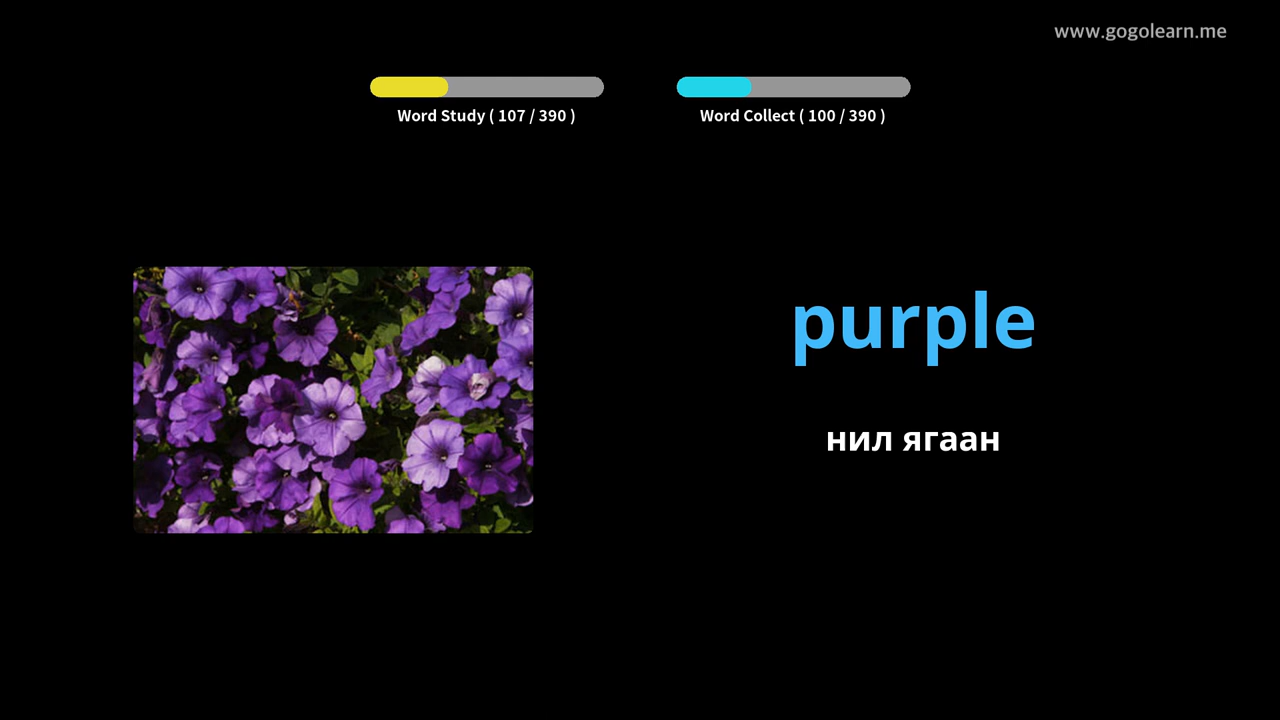 www.gogolearn.me
Word Study ( 107 / 390 )
Word Collect ( 100 / 390 )
purple
нил ягаан